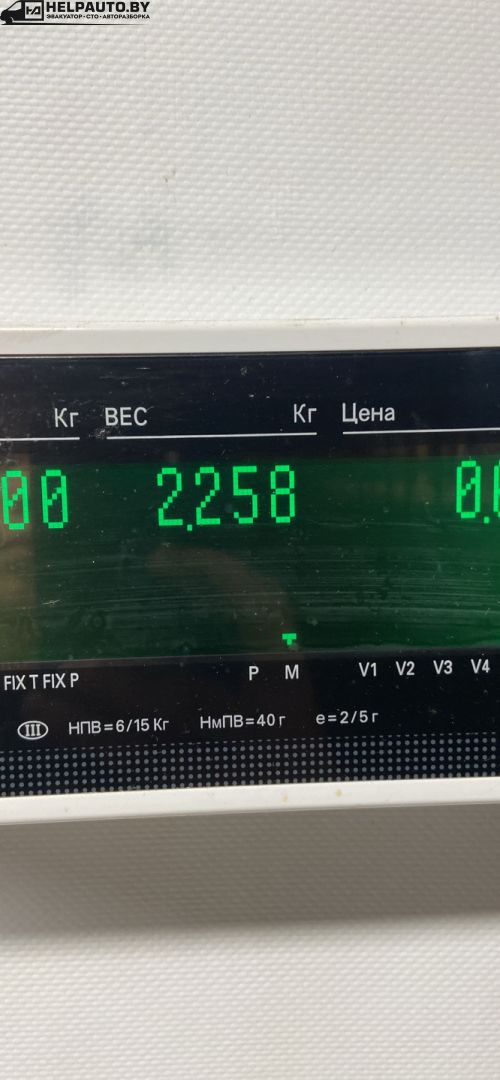 HELPAUTO.BY
ЭВАКУАТОР • СТО • АВТОРАЗБОРКА
Кг ВЕС Кг Цена
00 2.258 0.
FIX T FIX P P M V1 V2 V3 V4
III НПВ=6/15 Кг НмПВ=40 г e=2/5 г